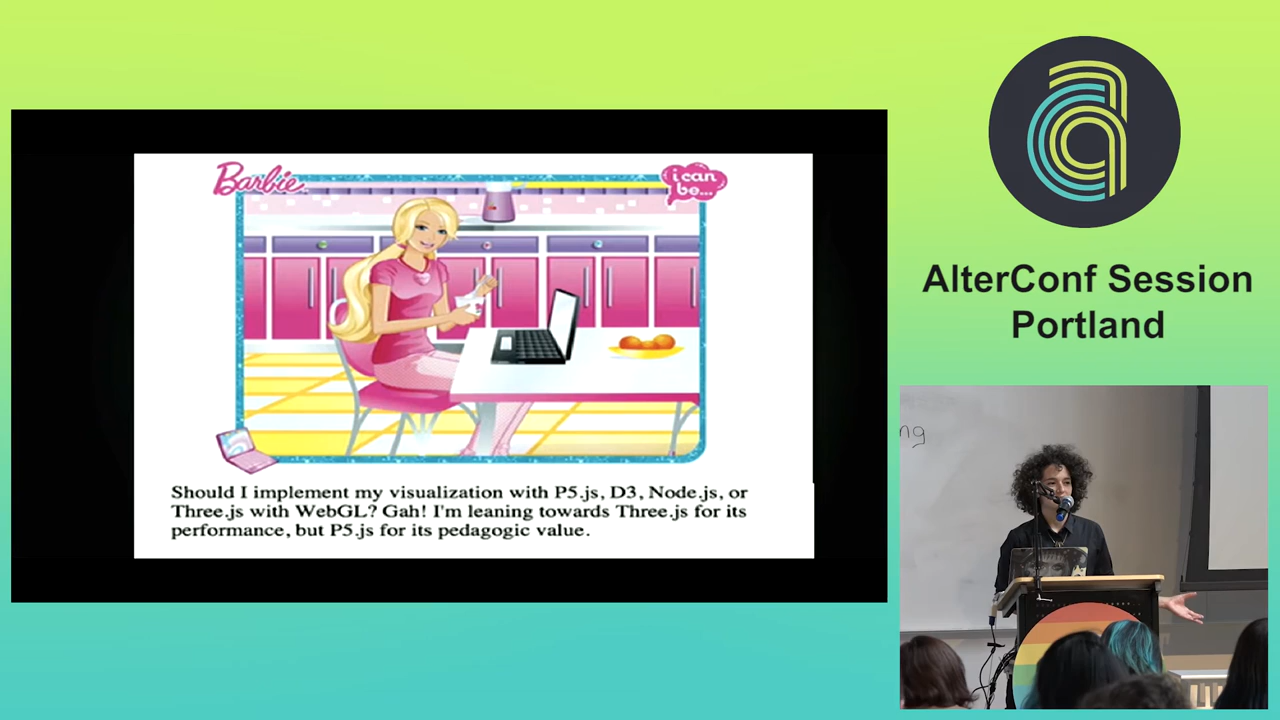 Barbie
i can
be...
Should I implement my visualization with P5.js, D3, Node.js, or
Three.js with WebGL? Gah! I'm leaning towards Three.js for its
performance, but P5.js for its pedagogic value.
AlterConf Session
Portland
ng